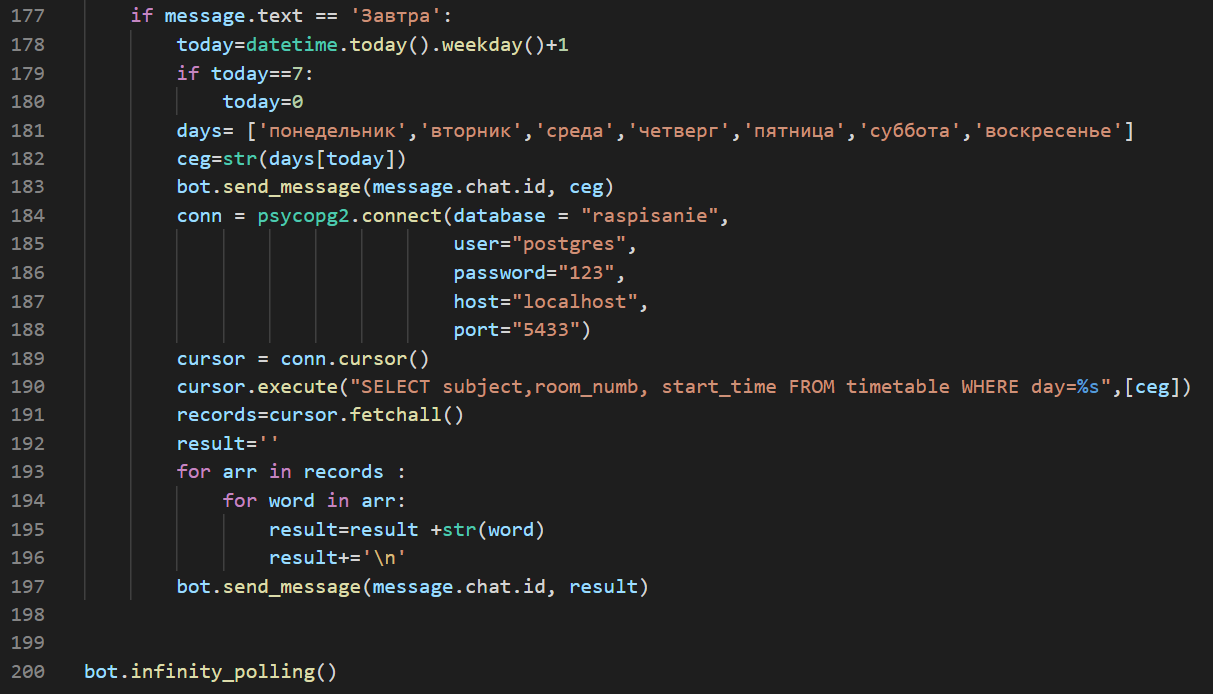 177 if message.text == 'Завтра':
178 today=datetime.today().weekday()+1
179 if today==7:
180 today=0
181 days= ['понедельник','вторник','среда','четверг','пятница','суббота','воскресенье']
182 ceg=str(days[today])
183 bot.send_message(message.chat.id, ceg)
184 conn = psycopg2.connect(database = "raspisanie",
185 user="postgres",
186 password="123",
187 host="localhost",
188 port="5433")
189 cursor = conn.cursor()
190 cursor.execute("SELECT subject,room_numb, start_time FROM timetable WHERE day=%s",[ceg])
191 records=cursor.fetchall()
192 result=''
193 for arr in records :
194 for word in arr:
195 result=result +str(word)
196 result+='\n'
197 bot.send_message(message.chat.id, result)
198
199
200 bot.infinity_polling()